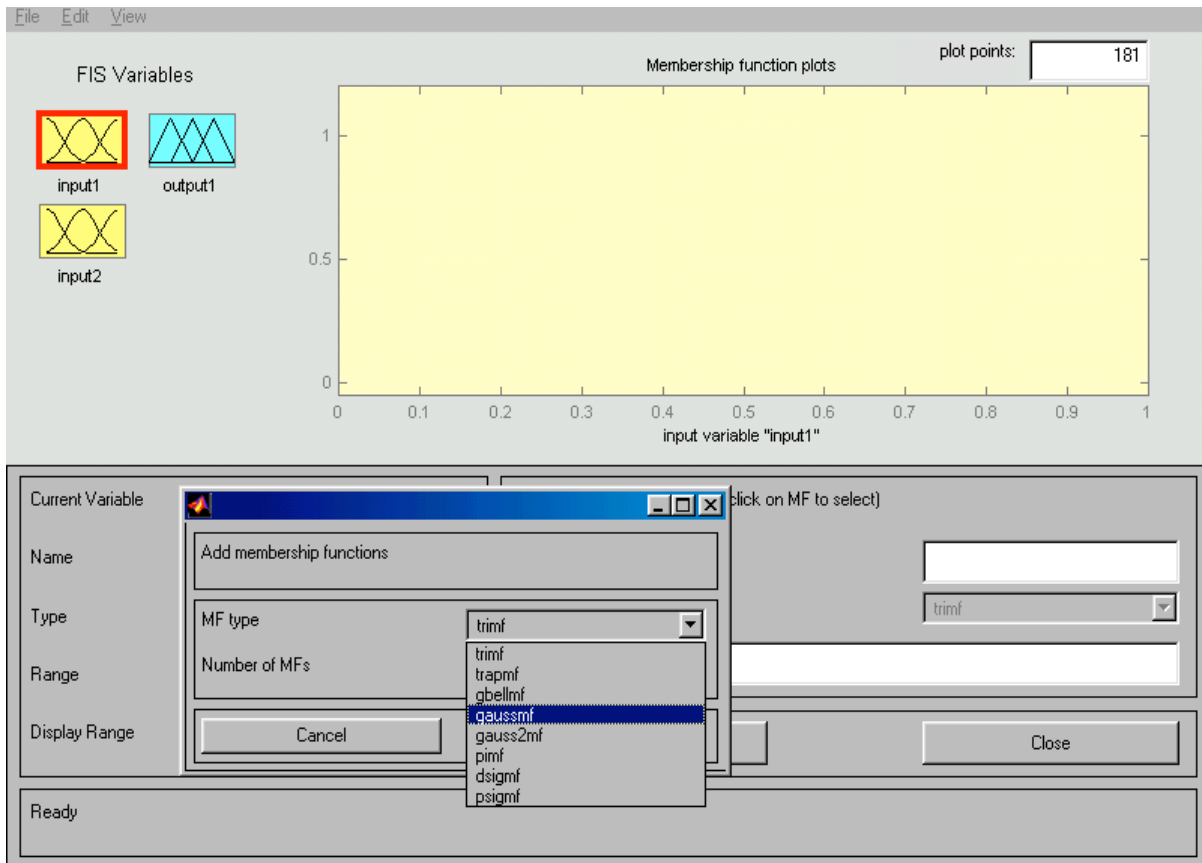 File Edit View
FIS Variables
Membership function plots
plot points:
181
input1
output1
input2
1
0.5
0
0 0.1 0.2 0.3 0.4 0.5 0.6 0.7 0.8 0.9 1
input variable "input1"
Current Variable
Name
Type
Range
Display Range
click on MF to select)
trimf
Close
Ready
Add membership functions
MF type
trimf
Number of MFs
trimf
trapmf
gbellmf
gaussmf
gauss2mf
pimf
dsigmf
psigmf
Cancel